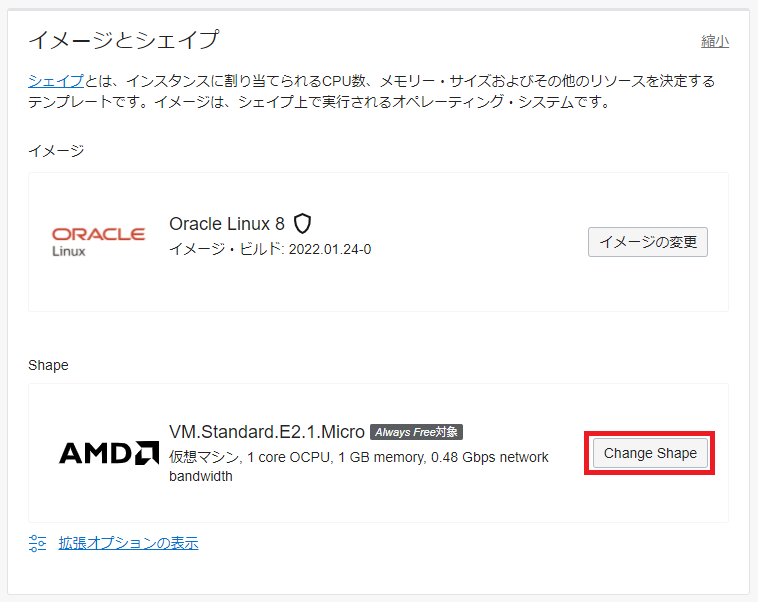 イメージとシェイプ
縮小
シェイプとは、インスタンスに割り当てられるCPU数、メモリー・サイズおよびその他のリソースを決定する
テンプレートです。イメージは、シェイプ上で実行されるオペレーティング・システムです。
イメージ
ORACLE
Linux
Oracle Linux 8
イメージ・ビルド: 2022.01.24-0
イメージの変更
Shape
AMD
VM.Standard.E2.1.Micro Always Free対象
仮想マシン, 1 core OCPU, 1 GB memory, 0.48 Gbps network
bandwidth
Change Shape
拡張オプションの表示